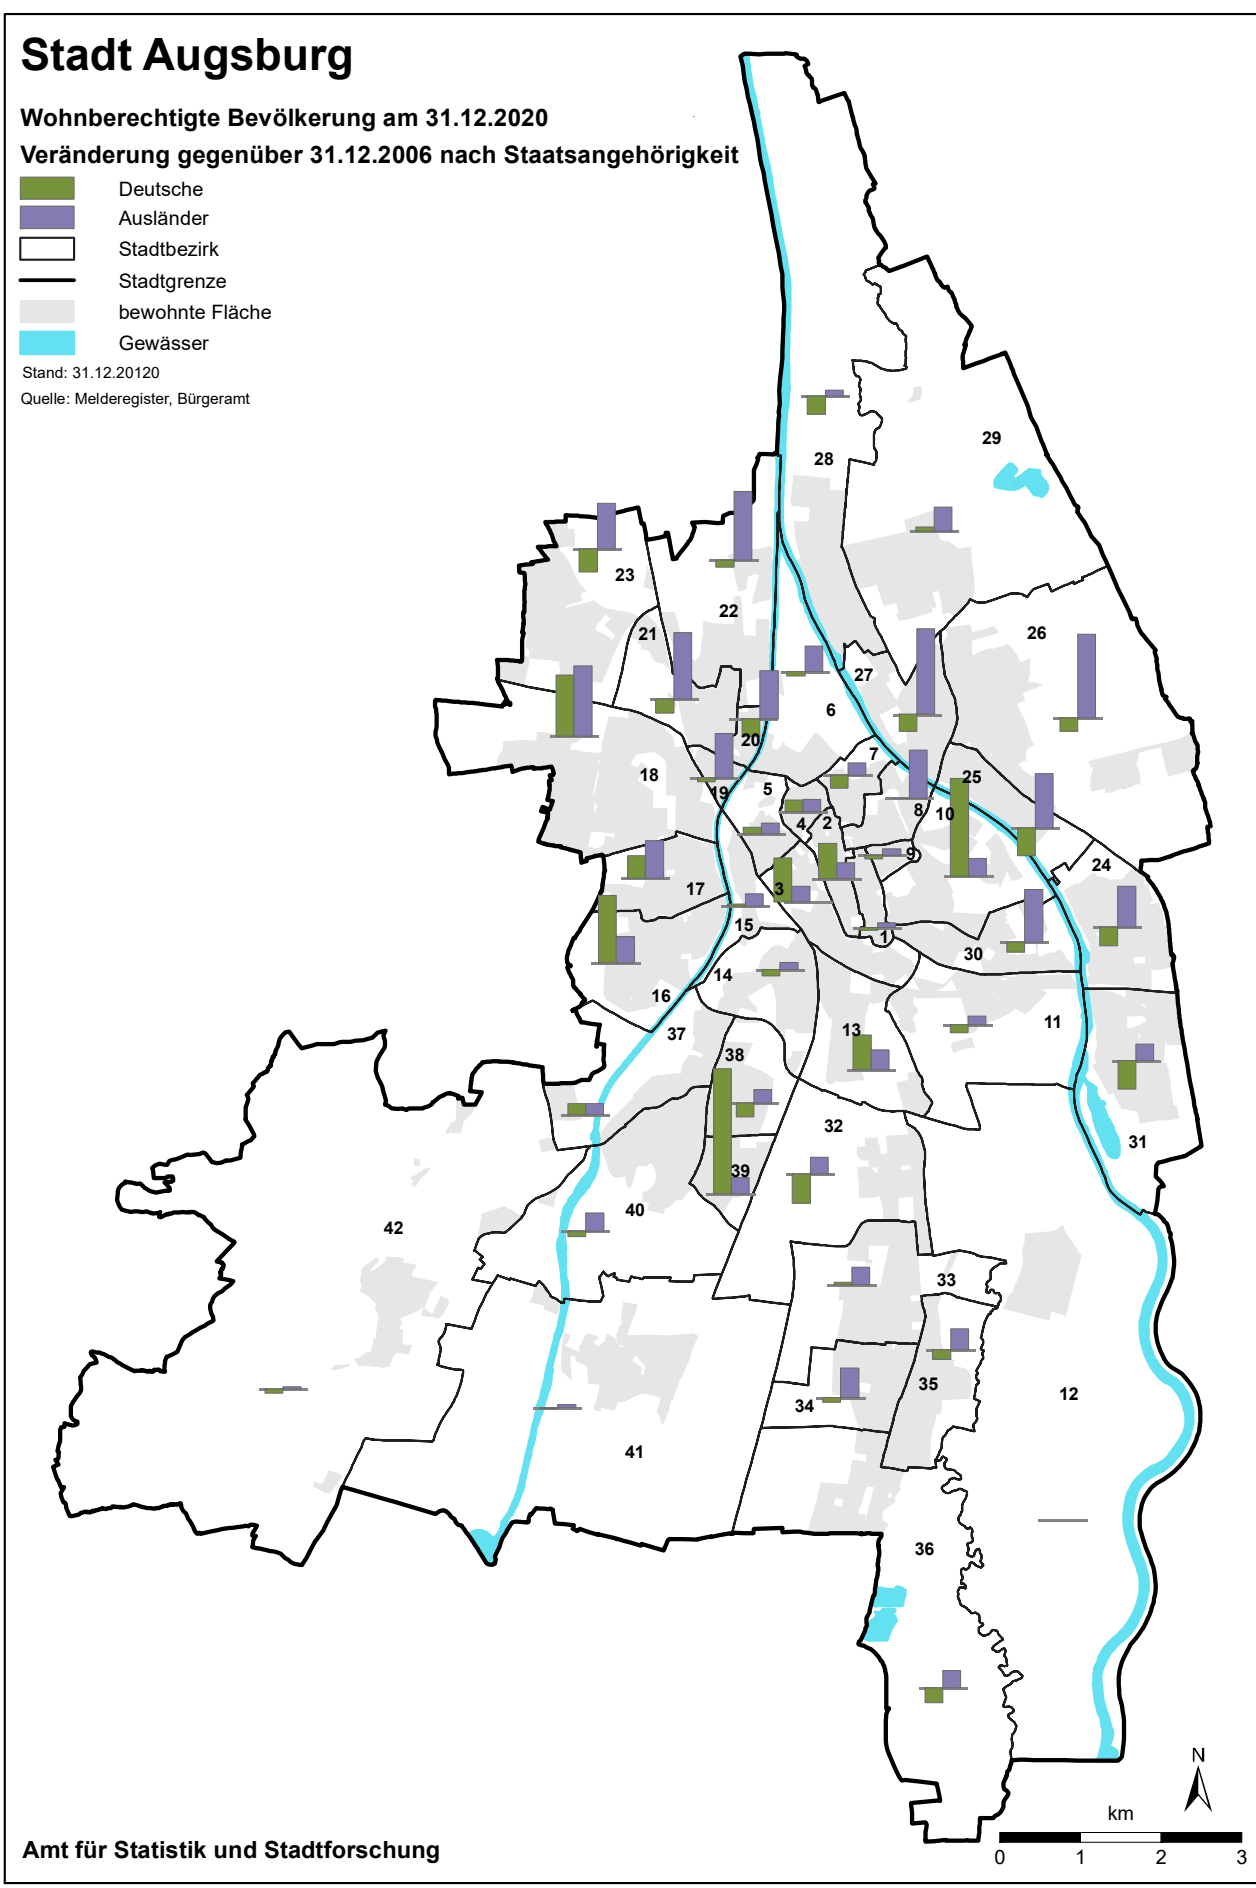 Stadt Augsburg
Wohnberechtigte Bevölkerung am 31.12.2020
Veränderung gegenüber 31.12.2006 nach Staatsangehörigkeit
Deutsche
Ausländer
Stadtbezirk
Stadtgrenze
bewohnte Fläche
Gewässer
Stand: 31.12.20120
Quelle: Melderegister, Bürgeramt
29
28
23
22
21
26
27
6
20
7
18
5
19
25
8
10
4
2
9
24
17
3
15
1
30
14
16
11
37
13
38
32
31
39
40
42
33
35
12
34
41
36
N
km
0 1 2 3
Amt für Statistik und Stadtforschung